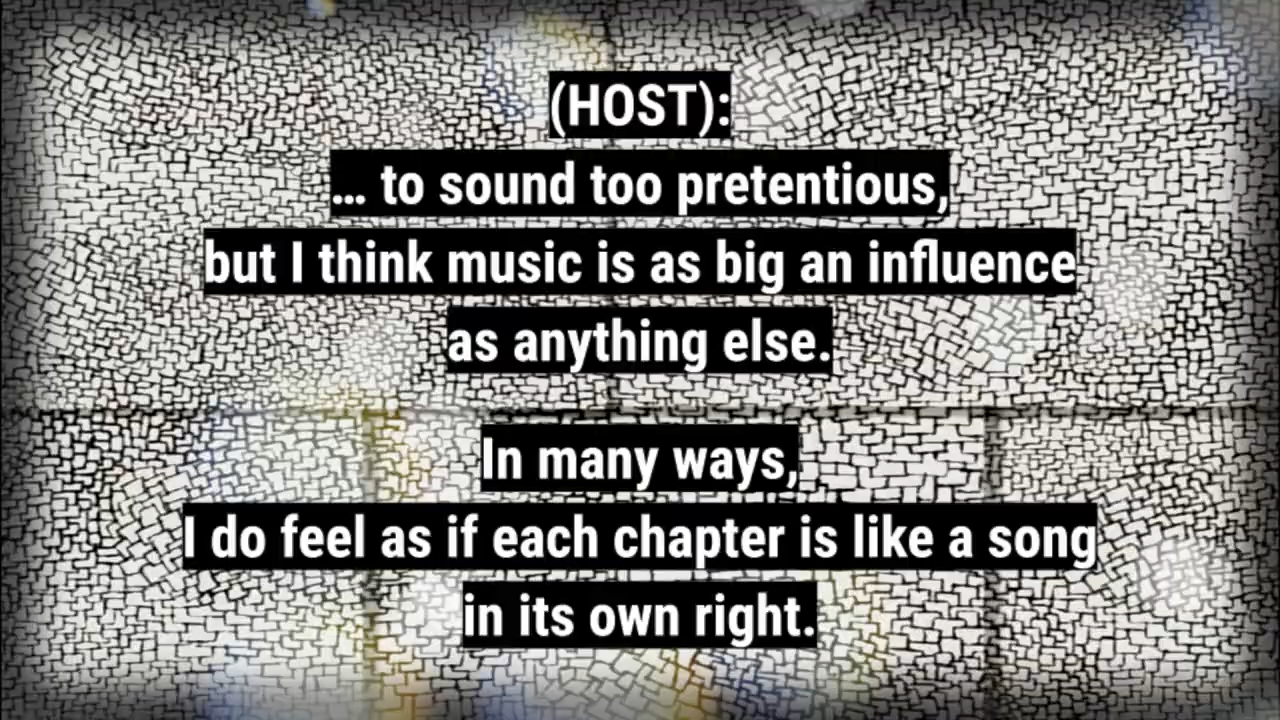 (HOST):
... to sound too pretentious,
but I think music is as big an influence
as anything else.
In many ways,
I do feel as if each chapter is like a song
in its own right.